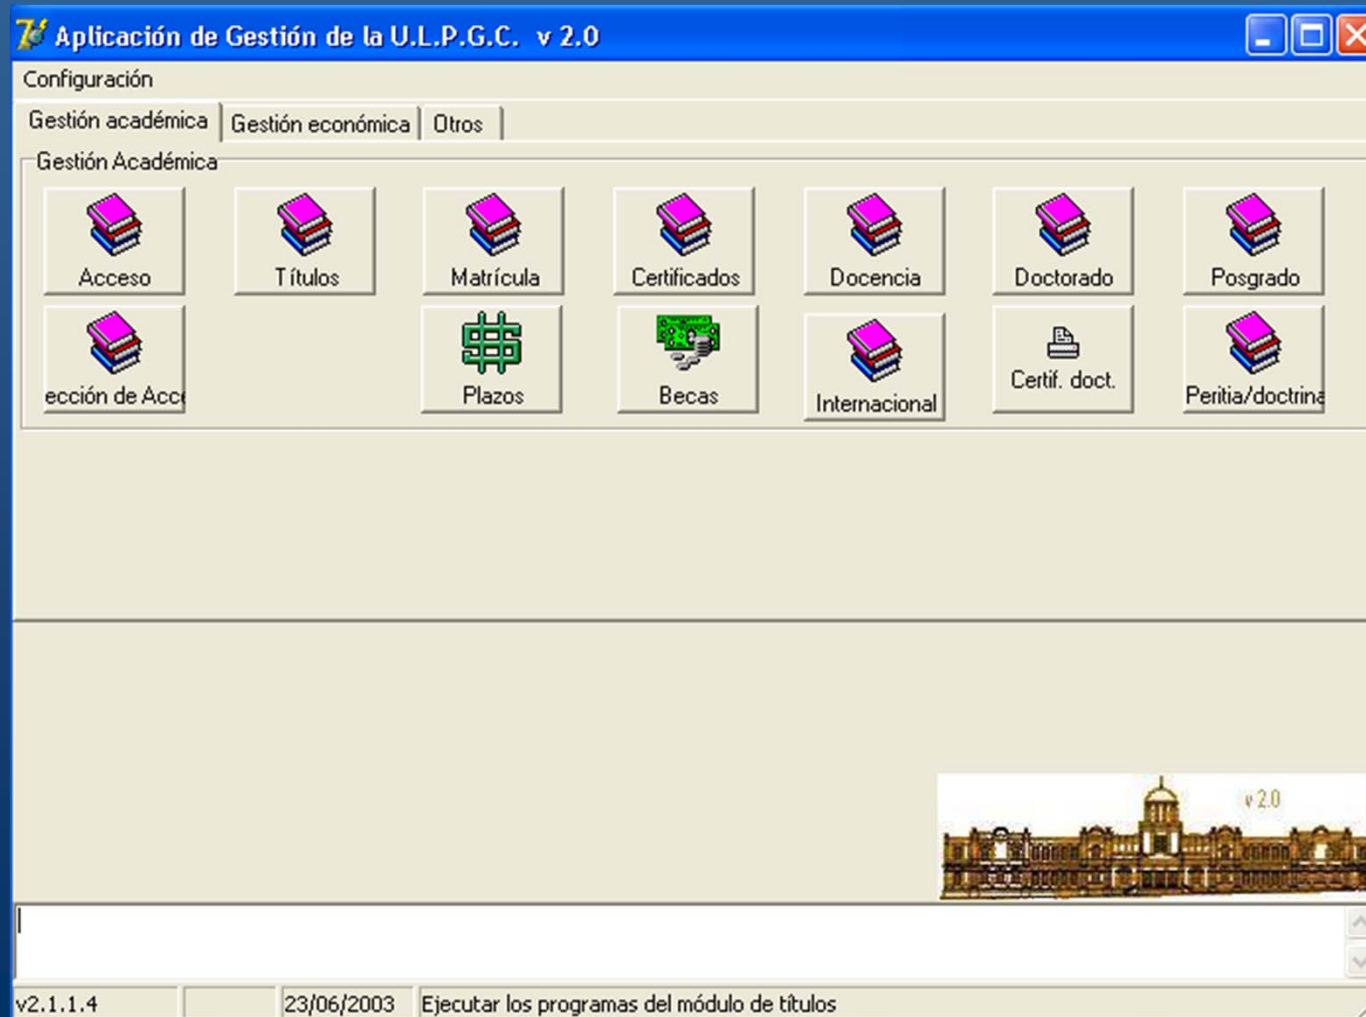 Aplicación de Gestión de la U.L.P.G.C. v 2.0
Configuración
Gestión académica Gestión económica Otros
Gestión Académica
Acceso Títulos Matrícula Certificados Docencia Doctorado Posgrado
ección de Acc Plazos Becas Internacional Certif. doct. Peritia/doctrina
v 2.0
v2.1.1.4 23/06/2003 Ejecutar los programas del módulo de títulos